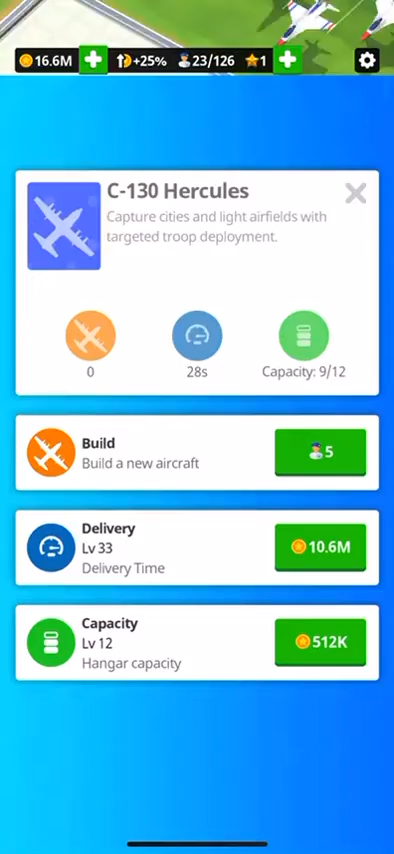 16.6M +25% 23/126 1
C-130 Hercules
Capture cities and light airfields with
targeted troop deployment.
0 28s Capacity: 9/12
Build
Build a new aircraft
5
Delivery
Lv 33
Delivery Time
10.6M
Capacity
Lv 12
Hangar capacity
512K